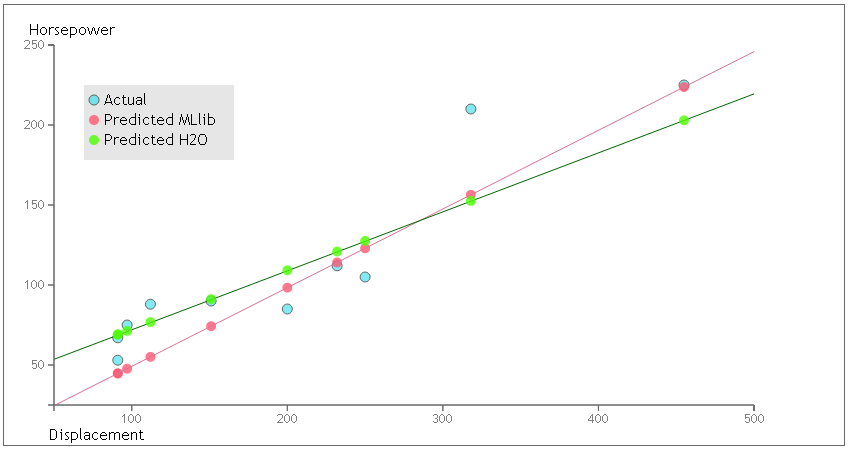 Horsepower
250
Actual
Predicted MLlib
Predicted H2O
200
150
100
50
100 200 300 400 500
Displacement